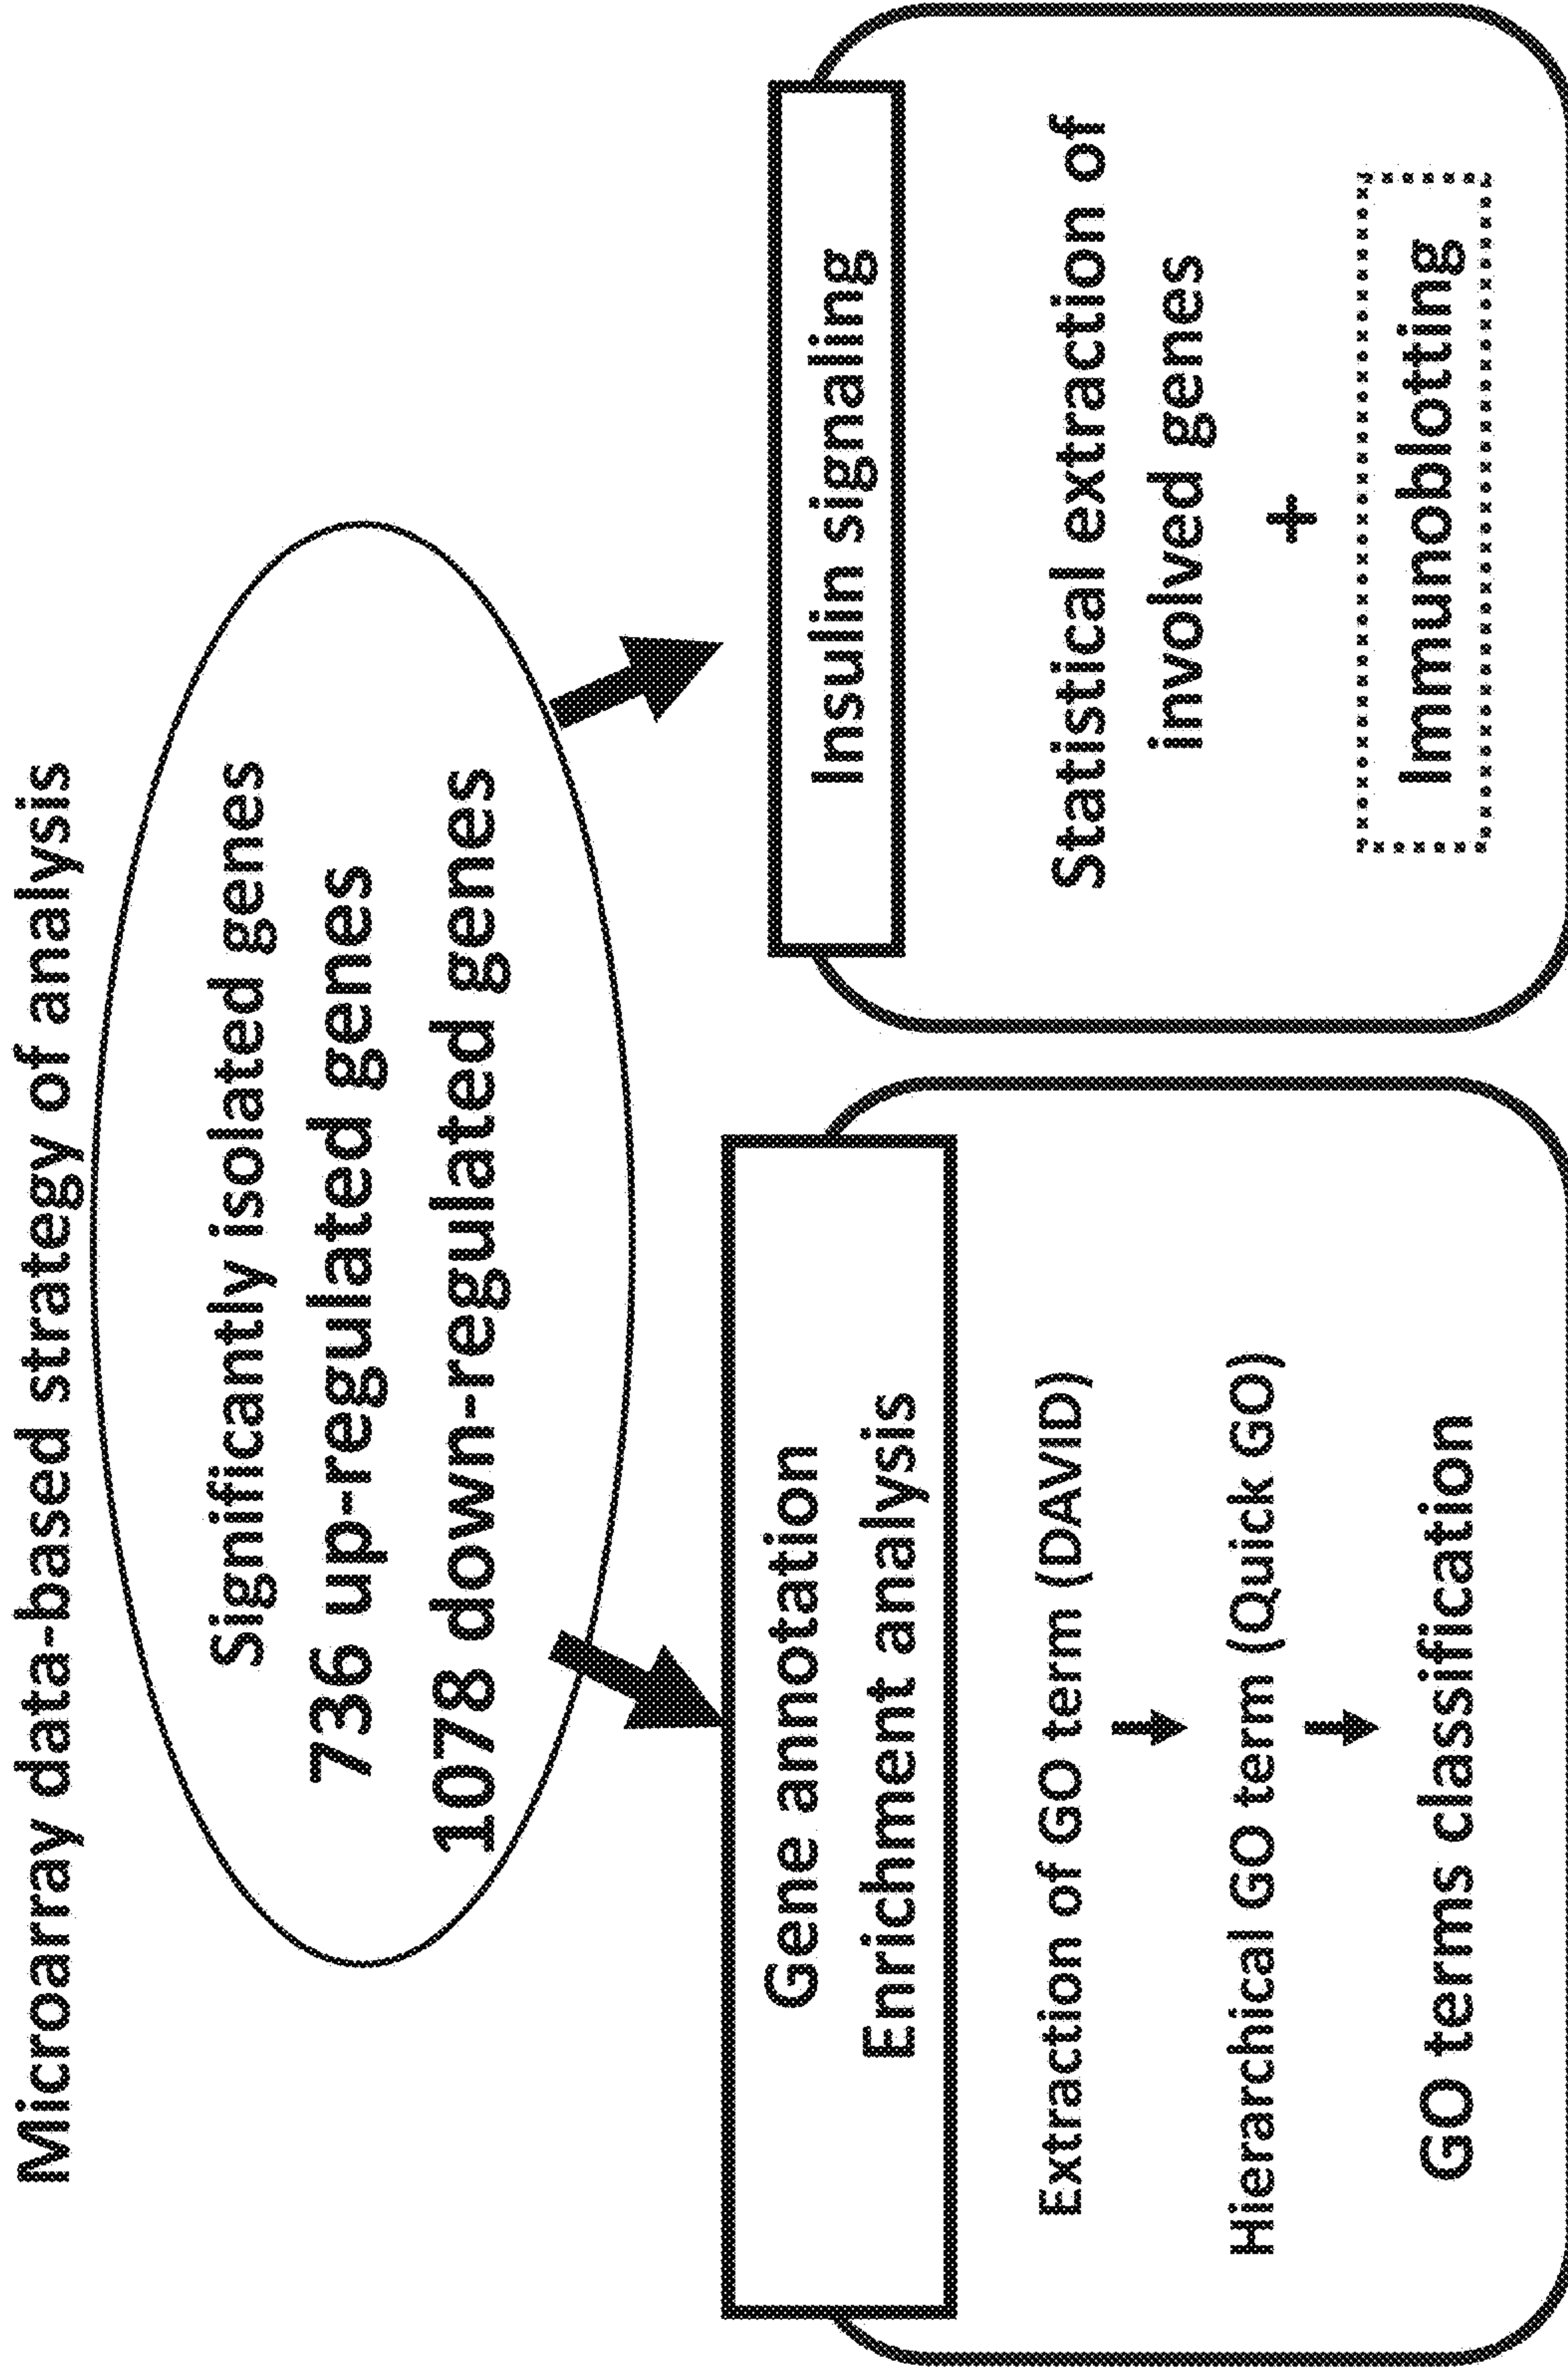 Microarray data-based strategy of analysis
Significantly isolated genes
736 up-regulated genes
1078 down-regulated genes
Gene annotation
Enrichment analysis
Extraction of GO term (DAVID)
Hierarchical GO term (Quick GO)
GO terms classification
Insulin signaling
Statistical extraction of
involved genes
+
Immunoblotting